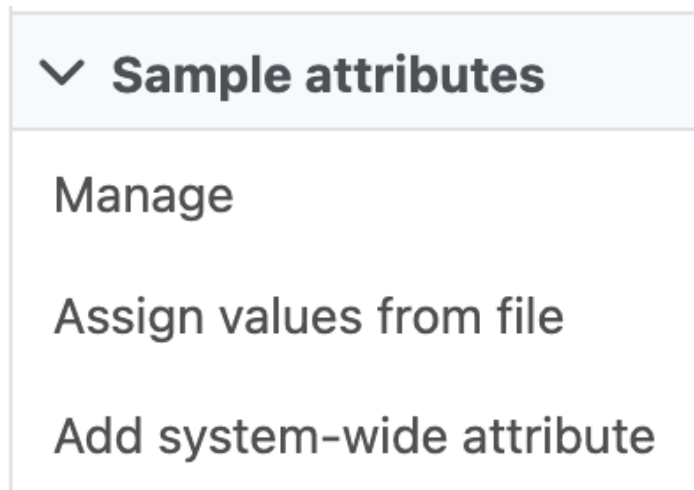 Sample attributes
Manage
Assign values from file
Add system-wide attribute